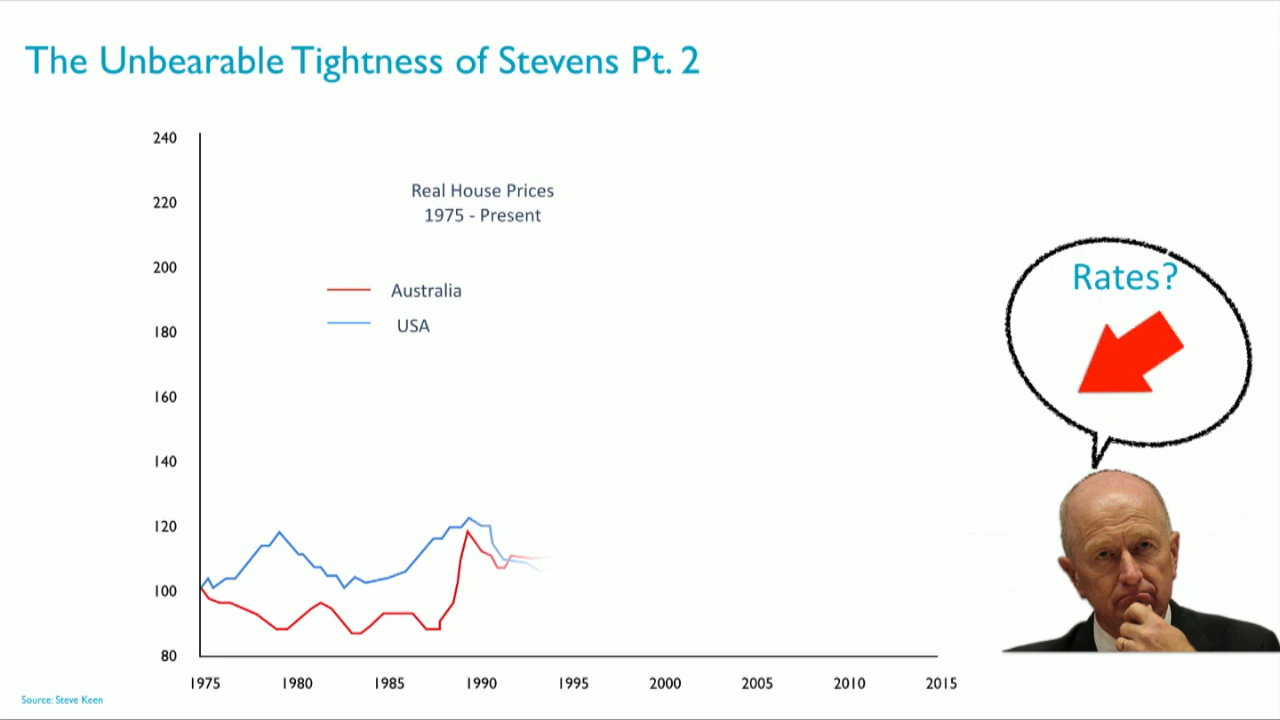 The Unbearable Tightness of Stevens Pt. 2
240
220
200
180
160
140
120
100
80
Real House Prices
1975 - Present
Australia
USA
Rates?
1975 1980 1985 1990 1995 2000 2005 2010 2015
Source: Steve Keen